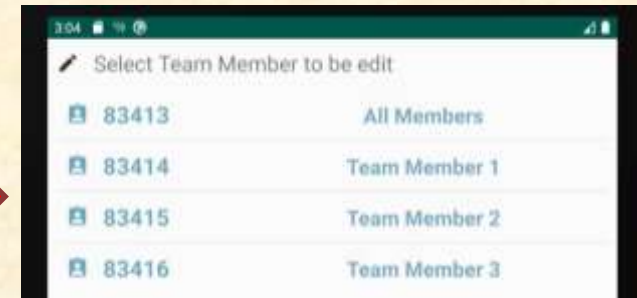 3:04
Select Team Member to be edit
83413 All Members
83414 Team Member 1
83415 Team Member 2
83416 Team Member 3